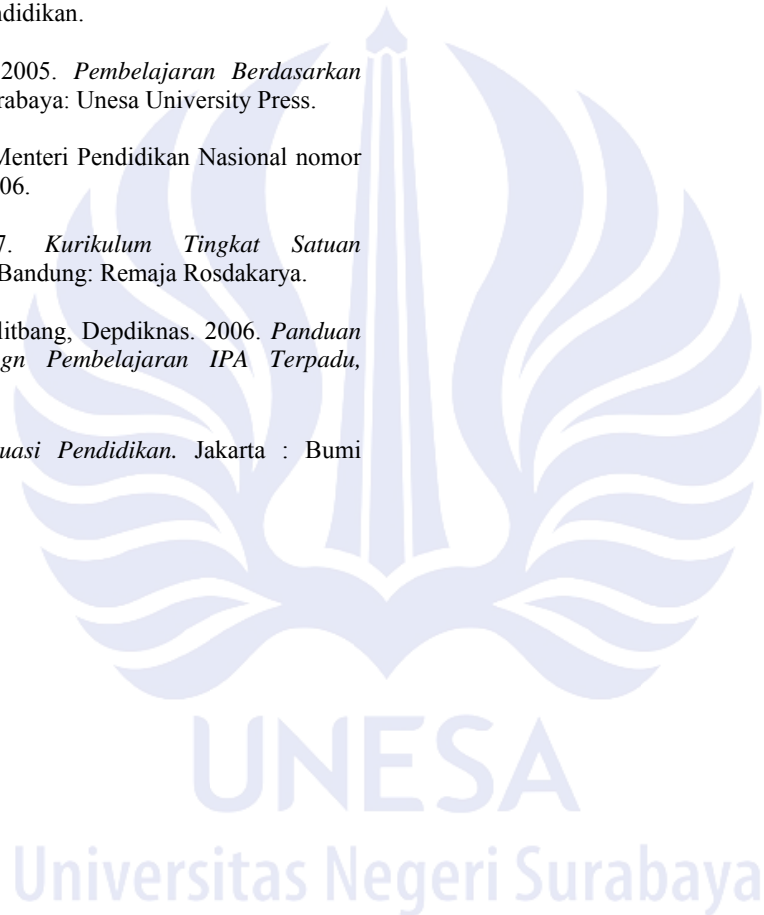 ndidikan.
2005. Pembelajaran Berdasarkan
rabaya: Unesa University Press.
Menteri Pendidikan Nasional nomor
06.
7. Kurikulum Tingkat Satuan
Bandung: Remaja Rosdakarya.
litbang, Depdiknas. 2006. Panduan
gn Pembelajaran IPA Terpadu,
uasi Pendidikan. Jakarta : Bumi
UNESA
Universitas Negeri Surabaya